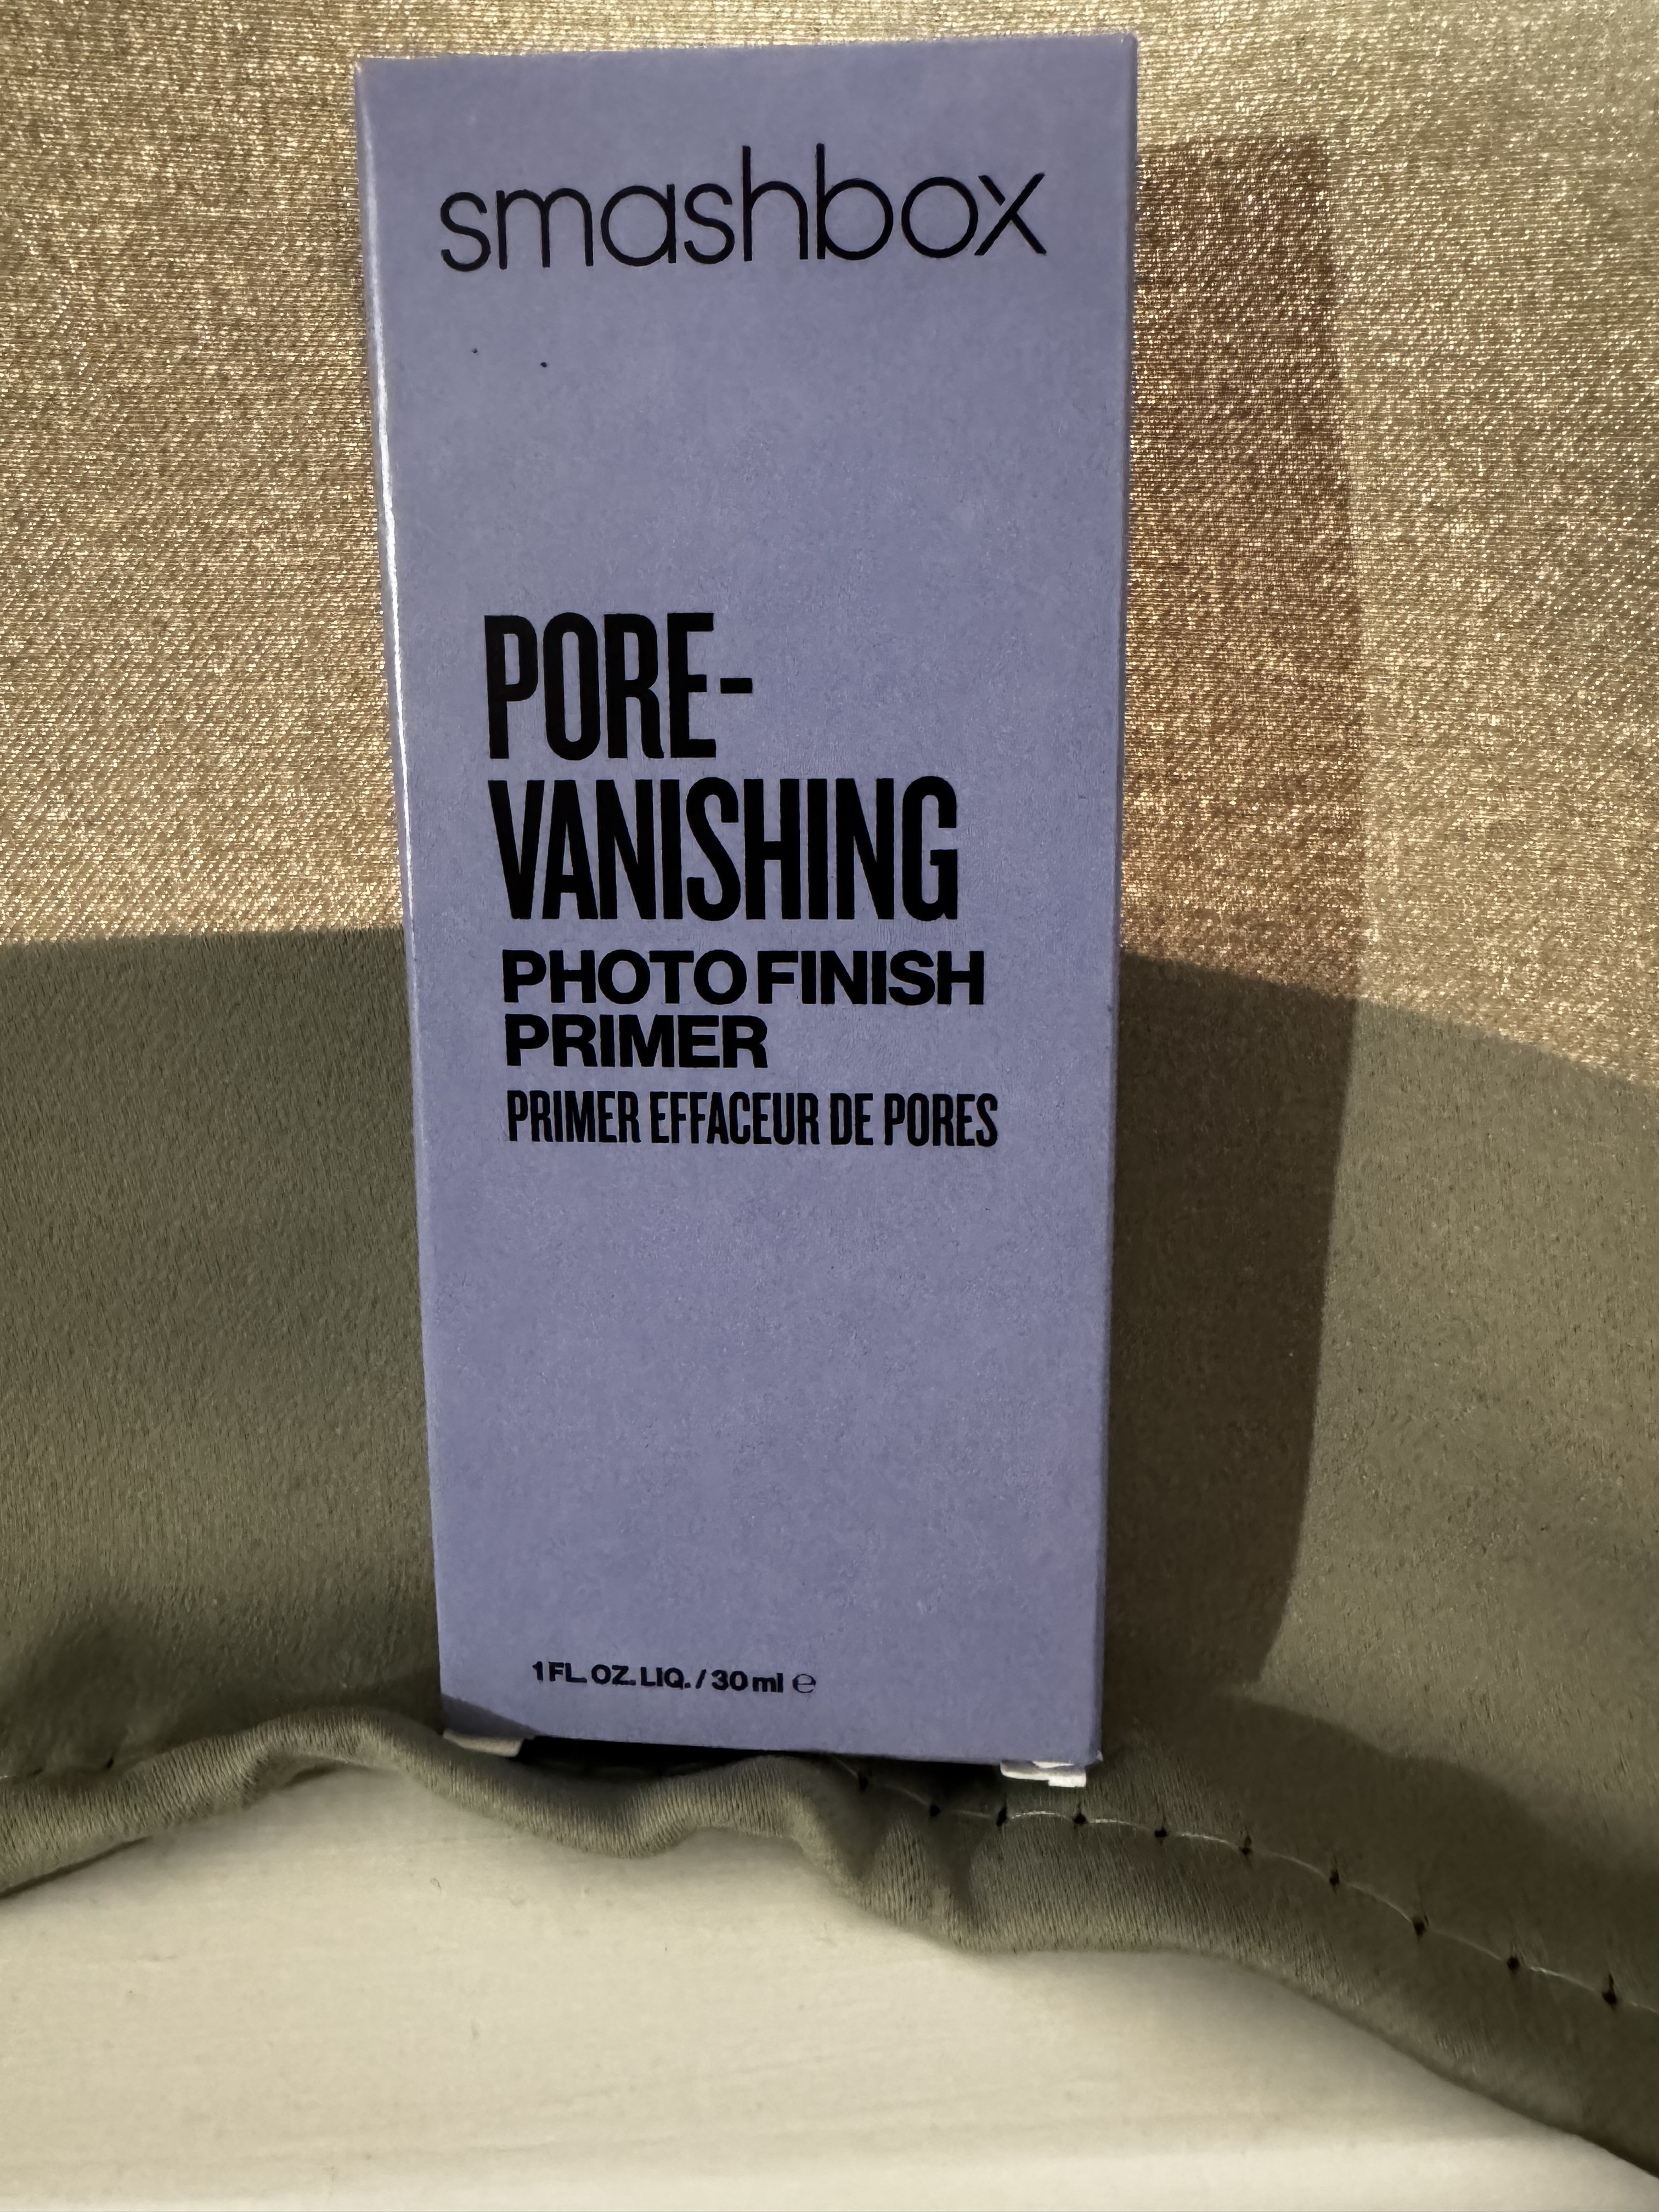 smashbox
PORE-
VANISHING
PHOTO FINISH
PRIMER
PRIMER EFFACEUR DE PORES
1 FL. OZ. LIQ. / 30 ml ℮